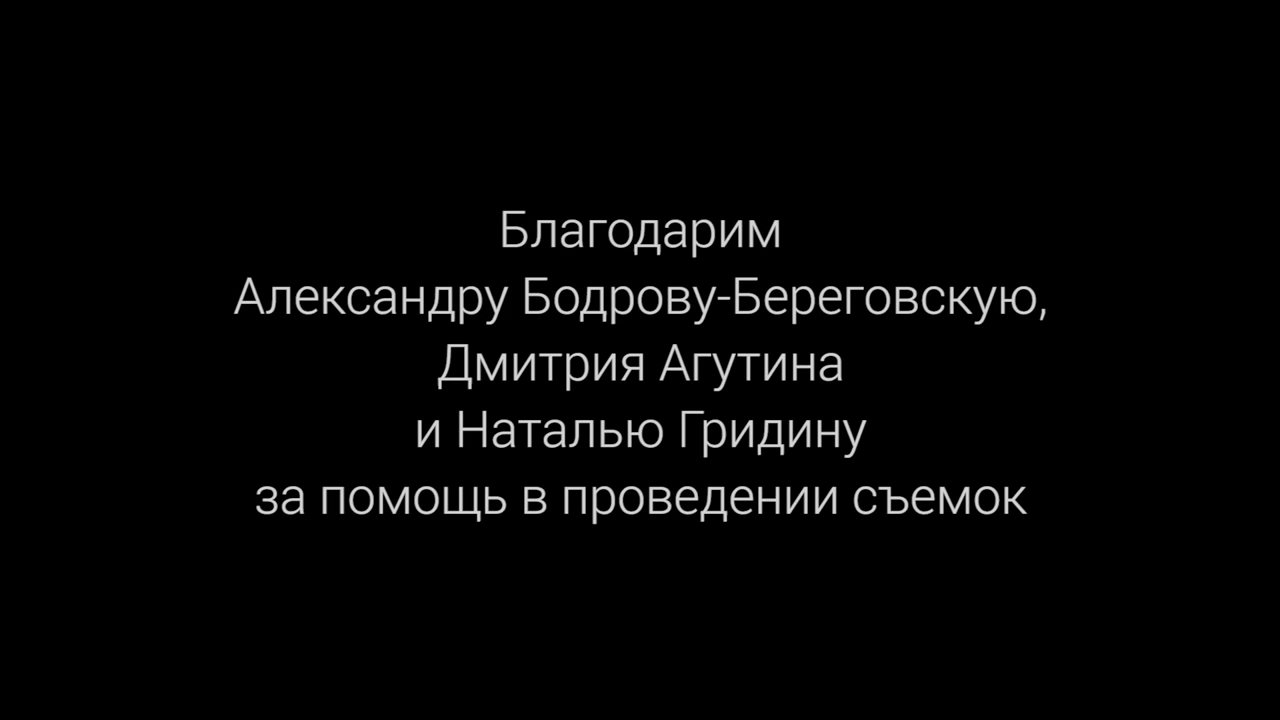 Благодарим
Александру Бодрову-Береговскую,
Дмитрия Агутина
и Наталью Гридину
за помощь в проведении съемок